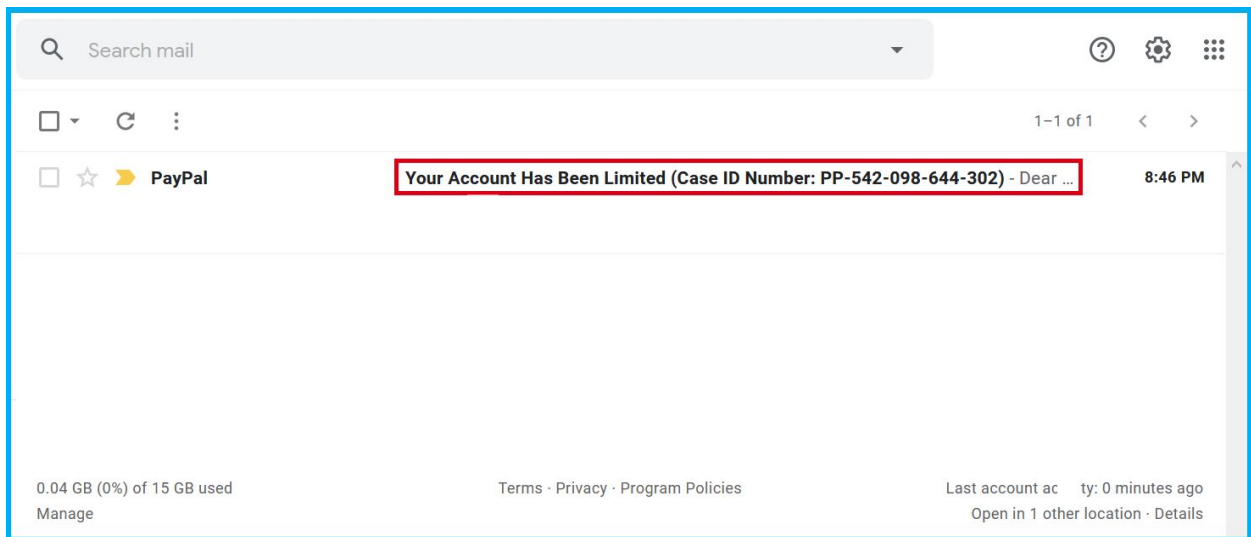 Search mail
1–1 of 1
PayPal Your Account Has Been Limited (Case ID Number: PP-542-098-644-302) - Dear ... 8:46 PM
0.04 GB (0%) of 15 GB used Terms · Privacy · Program Policies Last account ac ty: 0 minutes ago
Manage Open in 1 other location · Details